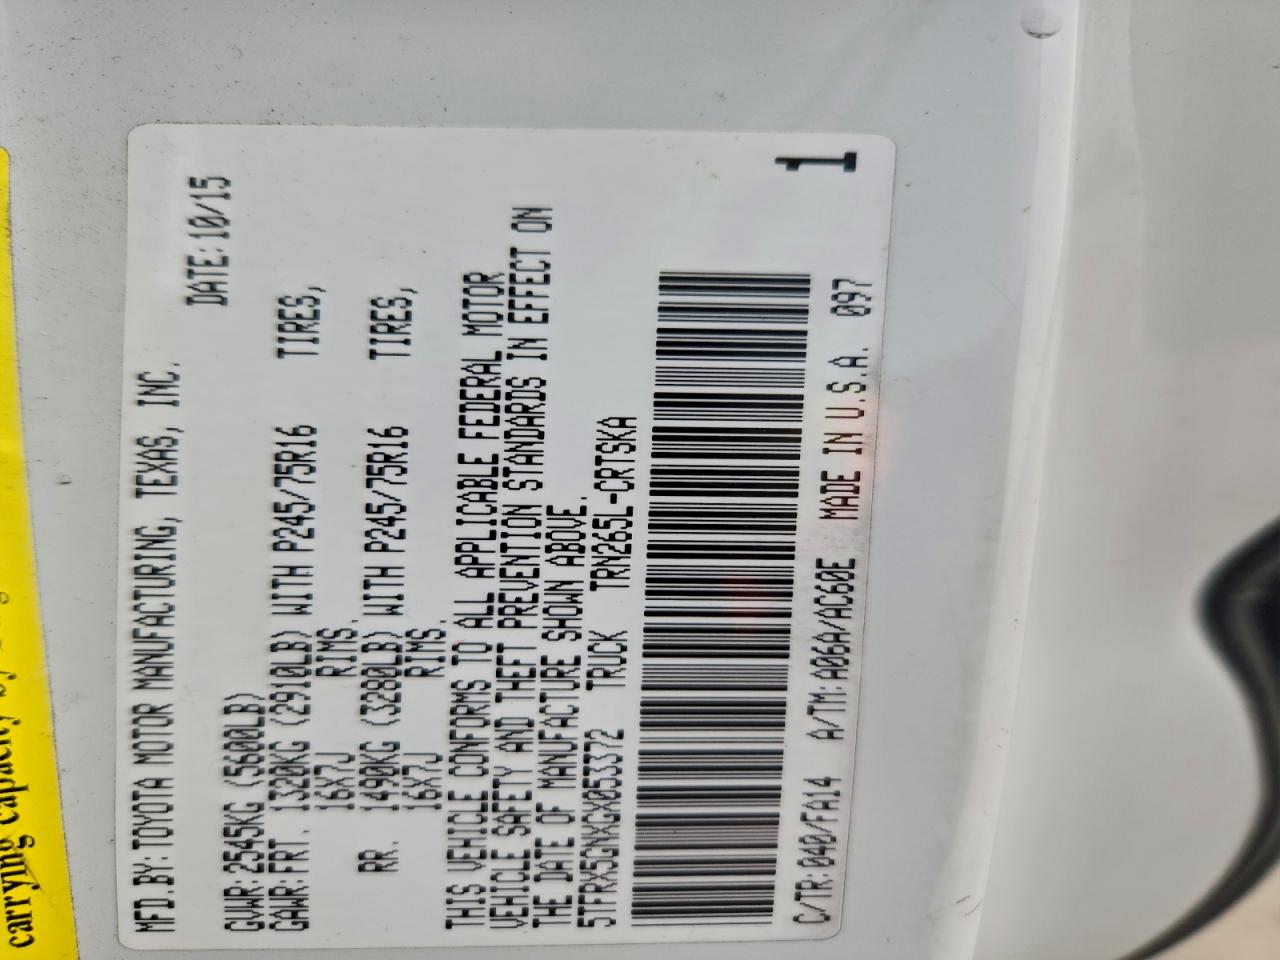 MFD.BY:TOYOTA MOTOR MANUFACTURING, TEXAS, INC.
DATE:10/15
GVWR:2545KG (5600LB)
GAWR:FRT. 1320KG (2910LB) WITH P245/75R16 TIRES,
16X7J RIMS.
RR. 1490KG (3280LB) WITH P245/75R16 TIRES,
16X7J RIMS.
THIS VEHICLE CONFORMS TO ALL APPLICABLE FEDERAL MOTOR
VEHICLE SAFETY AND THEFT PREVENTION STANDARDS IN EFFECT ON
THE DATE OF MANUFACTURE SHOWN ABOVE.
5TFRX5GNXGX053372 TRUCK TRN265L-CRTSKA
C/TR:040/FA14 A/TM:A06A/AC60E MADE IN U.S.A. 097
1
carrying capacity by